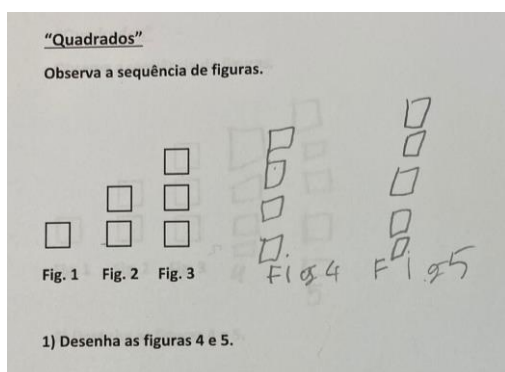 "Quadrados"
Observa a sequência de figuras.
Fig. 1 Fig. 2 Fig. 3 Fig 4 Fig 5
1) Desenha as figuras 4 e 5.